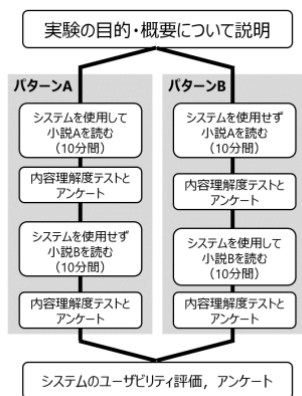 実験の目的・概要について説明
パターンA
システムを使用して
小説Aを読む
（10分間）
内容理解度テストと
アンケート
システムを使用せず
小説Bを読む
（10分間）
内容理解度テストと
アンケート
パターンB
システムを使用せず
小説Aを読む
（10分間）
内容理解度テストと
アンケート
システムを使用して
小説Bを読む
（10分間）
内容理解度テストと
アンケート
システムのユーザビリティ評価，アンケート